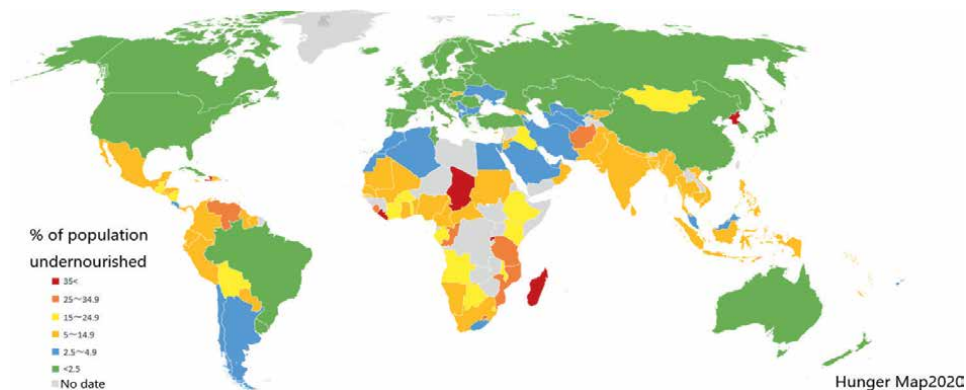 % of population
undernourished
35<
25~34.9
15~24.9
5~14.9
2.5~4.9
<2.5
No date
Hunger Map2020